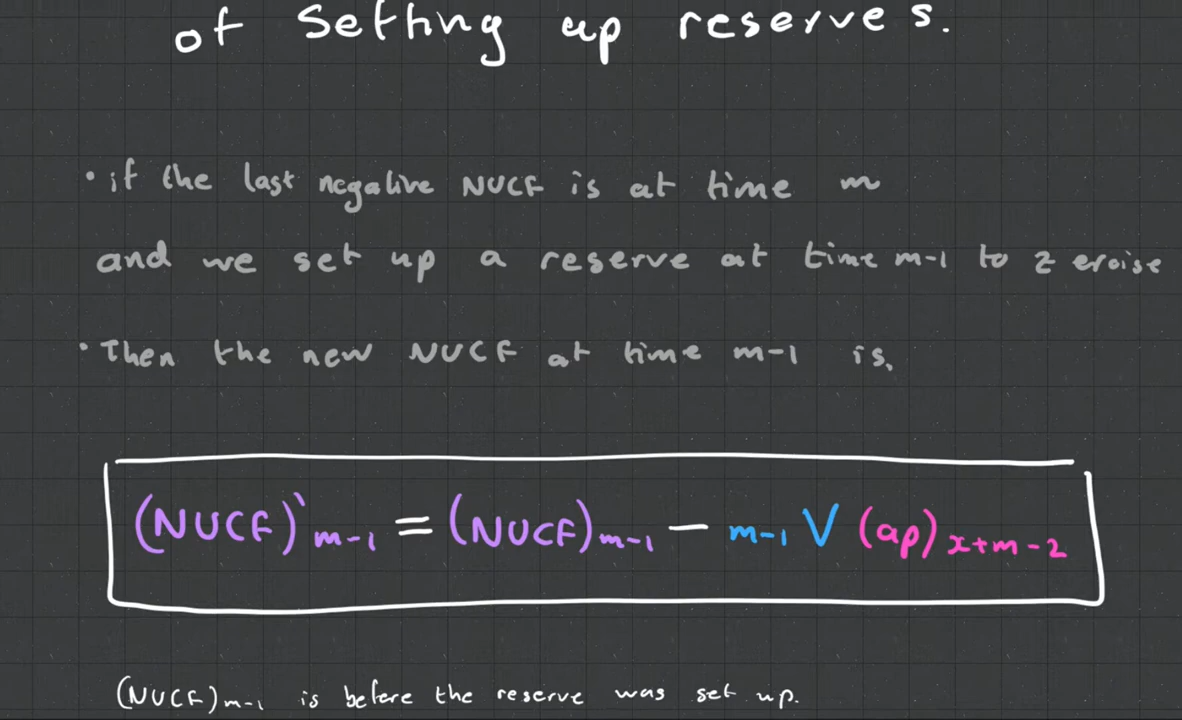 of setting up reserves.
• if the last negative NUCF is at time m
and we set up a reserve at time m-1 to zeroise
• Then the new NUCF at time m-1 is,
(NUCF)'m-1 = (NUCF)m-1 - m-1V (ap)x+m-2
(NUCF)m-1 is before the reserve was set up.